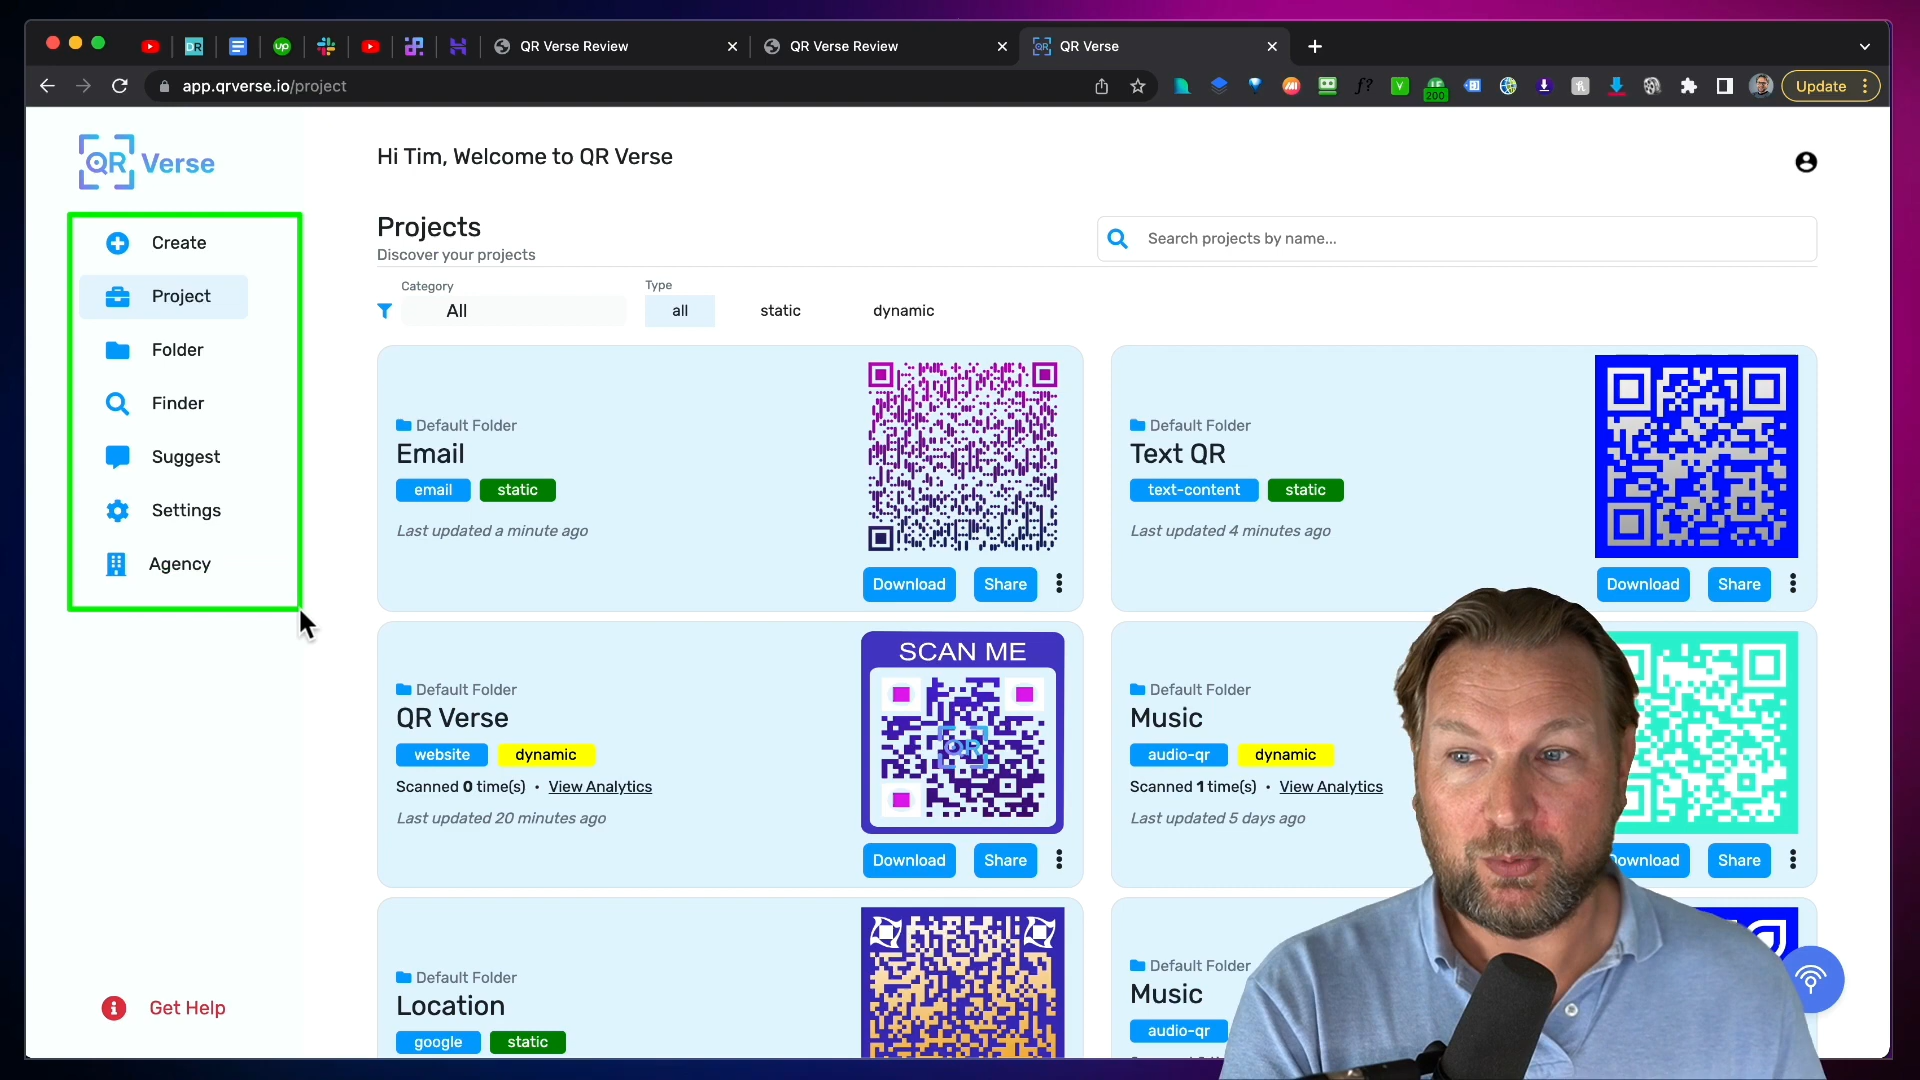 QR Verse Review
QR Verse Review
QR Verse
app.qrverse.io/project
200
Update
QR Verse
Hi Tim, Welcome to QR Verse
Create
Project
Folder
Finder
Suggest
Settings
Agency
Get Help
Projects
Discover your projects
Search projects by name...
Category
All
Type
all
static
dynamic
Default Folder
Email
email
static
Last updated a minute ago
Download
Share
Default Folder
Text QR
text-content
static
Last updated 4 minutes ago
Download
Share
Default Folder
QR Verse
website
dynamic
Scanned 0 time(s) • View Analytics
Last updated 20 minutes ago
SCAN ME
QR
Download
Share
Default Folder
Music
audio-qr
dynamic
Scanned 1 time(s) • View Analytics
Last updated 5 days ago
Download
Share
Default Folder
Location
google
static
Default Folder
Music
audio-qr